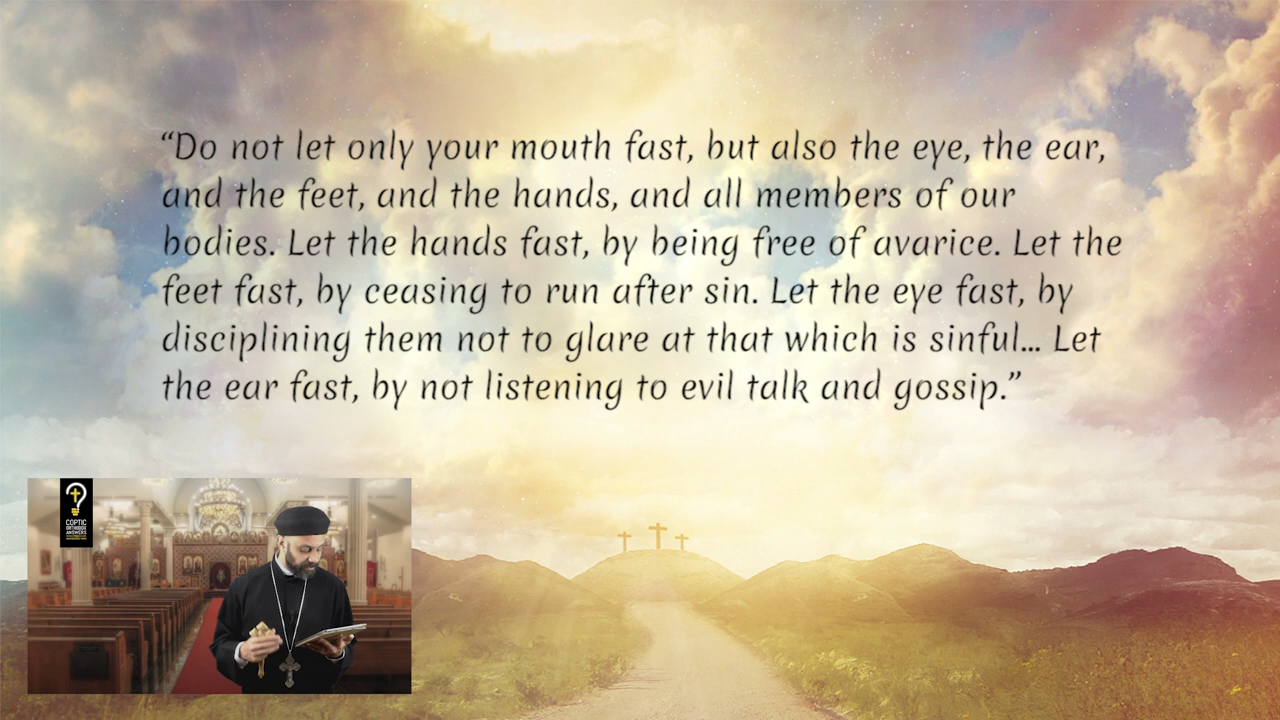 “Do not let only your mouth fast, but also the eye, the ear,
and the feet, and the hands, and all members of our
bodies. Let the hands fast, by being free of avarice. Let the
feet fast, by ceasing to run after sin. Let the eye fast, by
disciplining them not to glare at that which is sinful... Let
the ear fast, by not listening to evil talk and gossip.”
COPTIC
ORTHODOX
ANSWERS